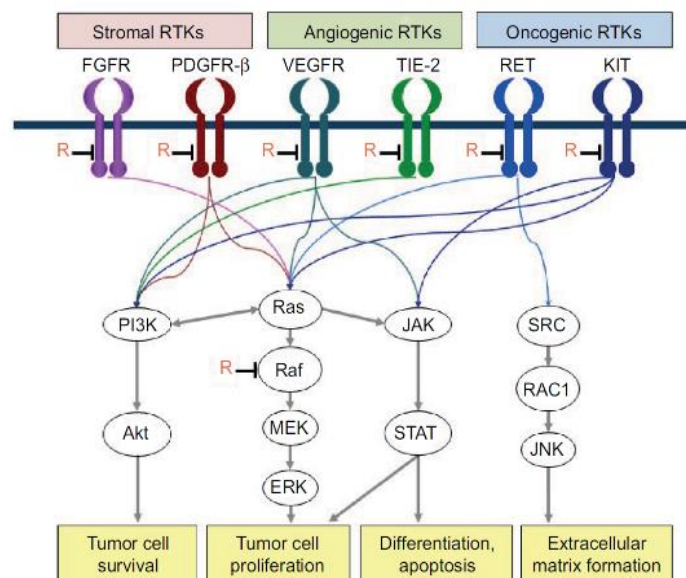 Stromal RTKs
Angiogenic RTKs
Oncogenic RTKs
FGFR
PDGFR-β
VEGFR
TIE-2
RET
KIT
R
R
R
R
R
R
PI3K
Ras
JAK
SRC
R
Raf
RAC1
Akt
MEK
STAT
JNK
ERK
Tumor cell
survival
Tumor cell
proliferation
Differentiation,
apoptosis
Extracellular
matrix formation